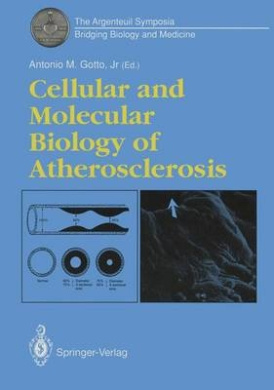 The Argenteuil Symposia
Bridging Biology and Medicine
Antonio M. Gotto, Jr (Ed.)
Cellular and
Molecular
Biology of
Atherosclerosis
Springer-Verlag